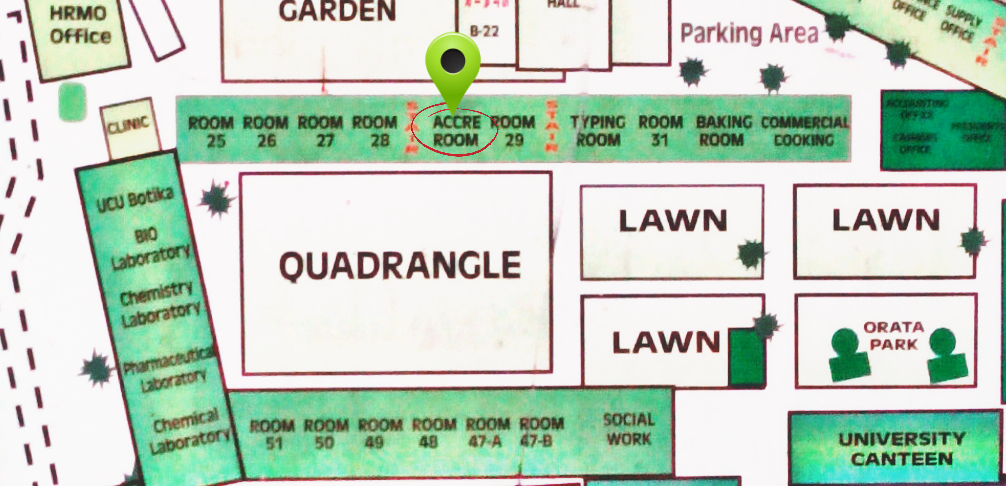 HRMO
Office
GARDEN
B-22
HALL
Parking Area
OFFICE
SUPPLY
OFFICE
STAIR
CLINIC
ROOM
25
ROOM
26
ROOM
27
ROOM
28
STAIR
ACCRE
ROOM
ROOM
29
STAIR
TYPING
ROOM
ROOM
31
BAKING
ROOM
COMMERCIAL
COOKING
ACCOUNTING
OFFICE
CASHIERS
OFFICE
OFFICE
UCU Botika
BIO
Laboratory
Chemistry
Laboratory
Pharmaceutical
Laboratory
Chemical
Laboratory
QUADRANGLE
LAWN
LAWN
LAWN
ORATA
PARK
ROOM
51
ROOM
50
ROOM
49
ROOM
48
ROOM
47-A
ROOM
47-B
SOCIAL
WORK
UNIVERSITY
CANTEEN